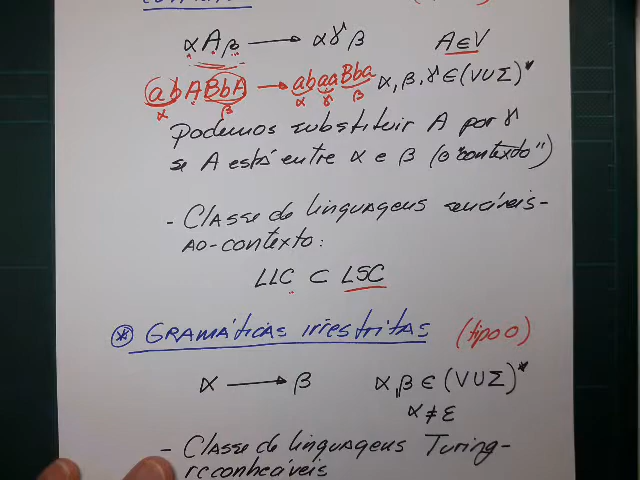 αAβ → αγβ A ∈ V
abABbA → abaaBba α, β, γ ∈ (V ∪ Σ)*
α β α γ β
Podemos substituir A por γ
se A está entre α e β (o "contexto")
- Classe de linguagens sensíveis-
ao-contexto:
LLC ⊂ LSC
* GRAMÁTICAS irrestritas (tipo 0)
α → β α, β ∈ (V ∪ Σ)*
α ≠ ε
- Classe de linguagens Turing-
reconhecíveis